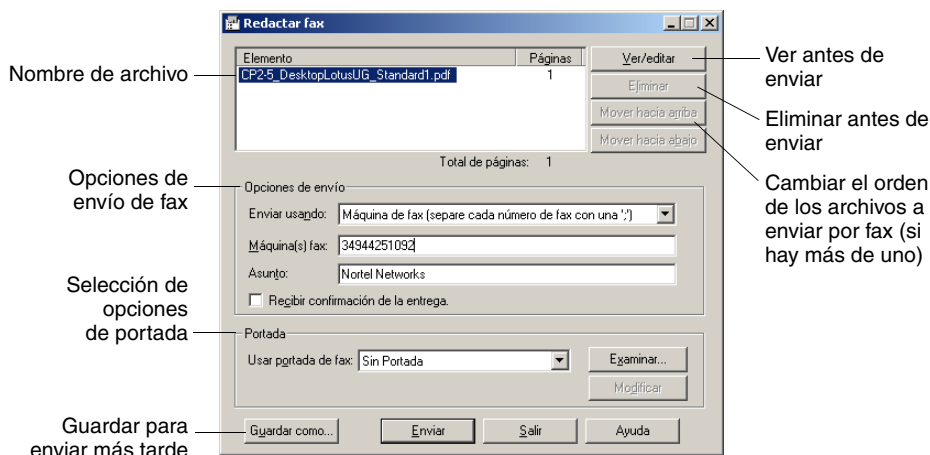 Redactar fax
Elemento Páginas
CP2-5_DesktopLotusUG_Standard1.pdf 1
Total de páginas: 1
Ver/editar
Eliminar
Mover hacia arriba
Mover hacia abajo
Opciones de envío
Enviar usando: Máquina de fax (separe cada número de fax con una ';')
Máquina(s) fax: 34944251092
Asunto: Nortel Networks
Recibir confirmación de la entrega.
Portada
Usar portada de fax: Sin Portada
Examinar...
Modificar
Guardar como... Enviar Salir Ayuda
Nombre de archivo
Opciones de
envío de fax
Selección de
opciones
de portada
Guardar para
enviar más tarde
Ver antes de
enviar
Eliminar antes de
enviar
Cambiar el orden
de los archivos a
enviar por fax (si
hay más de uno)